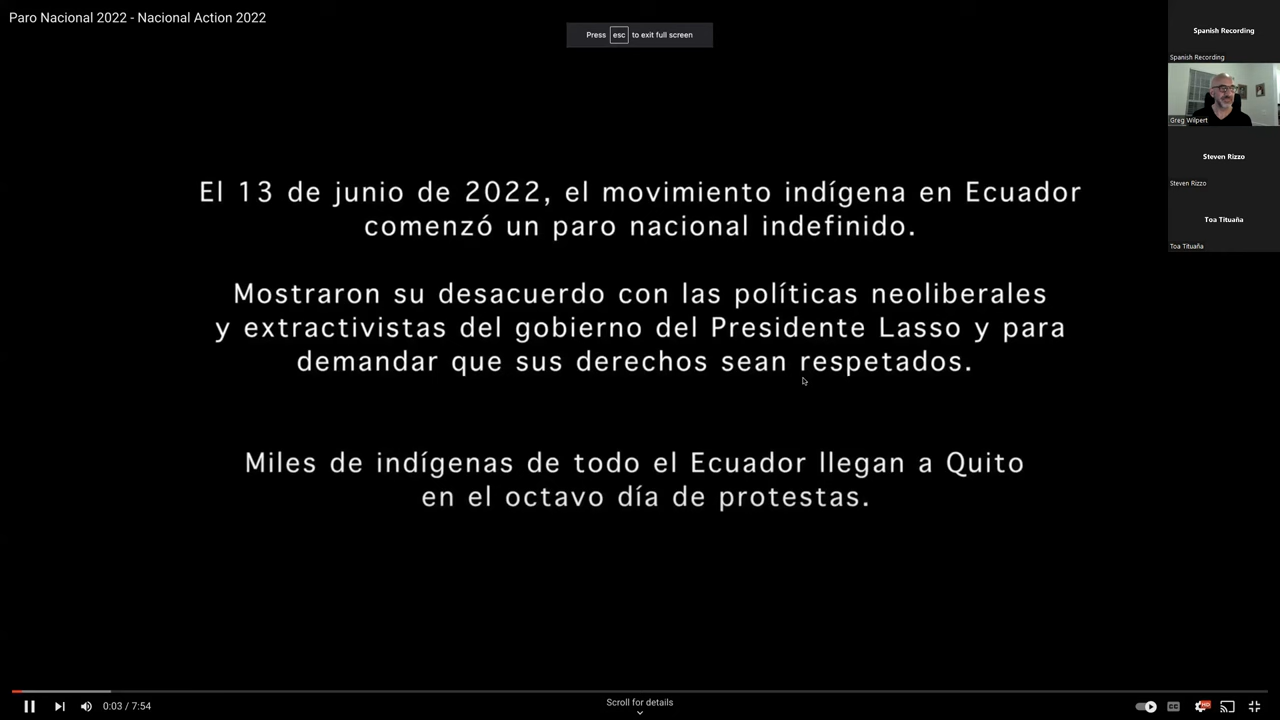 Paro Nacional 2022 - Nacional Action 2022
Press esc to exit full screen
Spanish Recording
Spanish Recording
Greg Wilpert
Steven Rizzo
Steven Rizzo
Toa Tituaña
Toa Tituaña
El 13 de junio de 2022, el movimiento indígena en Ecuador
comenzó un paro nacional indefinido.
Mostraron su desacuerdo con las políticas neoliberales
y extractivistas del gobierno del Presidente Lasso y para
demandar que sus derechos sean respetados.
Miles de indígenas de todo el Ecuador llegan a Quito
en el octavo día de protestas.
0:03 / 7:54
Scroll for details
CC
HD